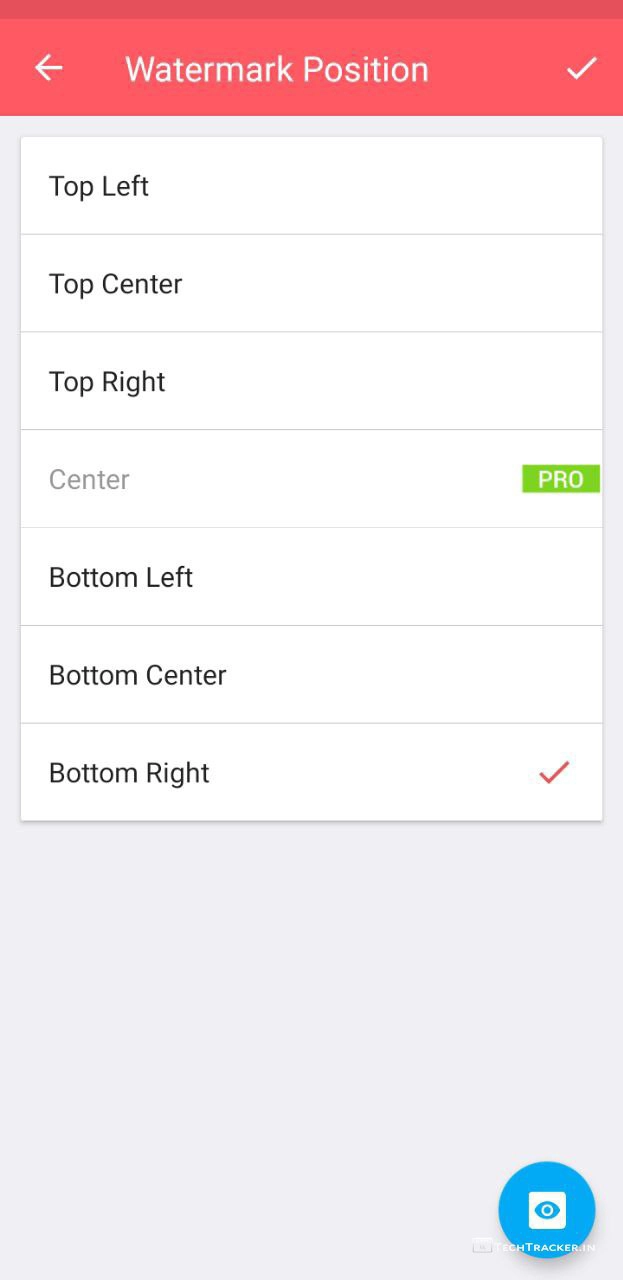 Watermark Position
Top Left
Top Center
Top Right
Center
PRO
Bottom Left
Bottom Center
Bottom Right
TECHTRACKER.IN